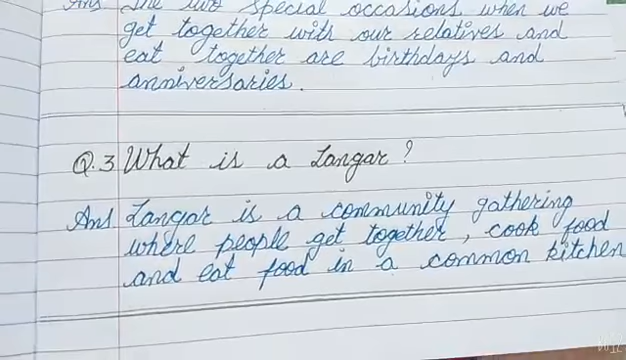 Ans The two special occasions when we
get together with our relatives and
eat together are birthdays and
anniversaries.
Q.3. What is a Langar?
Ans Langar is a community gathering
where people get together, cook food
and eat food in a common kitchen